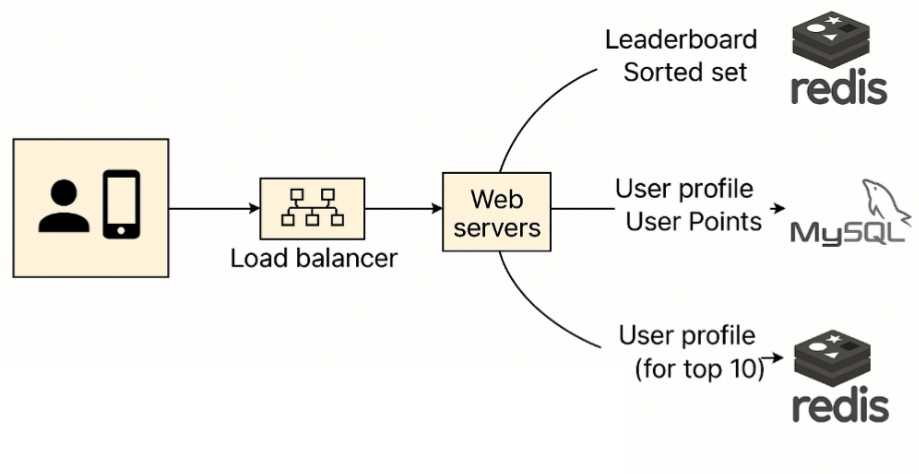 Load balancer
Web
servers
Leaderboard
Sorted set
redis
User profile
User Points
MySQL
User profile
(for top 10)
redis